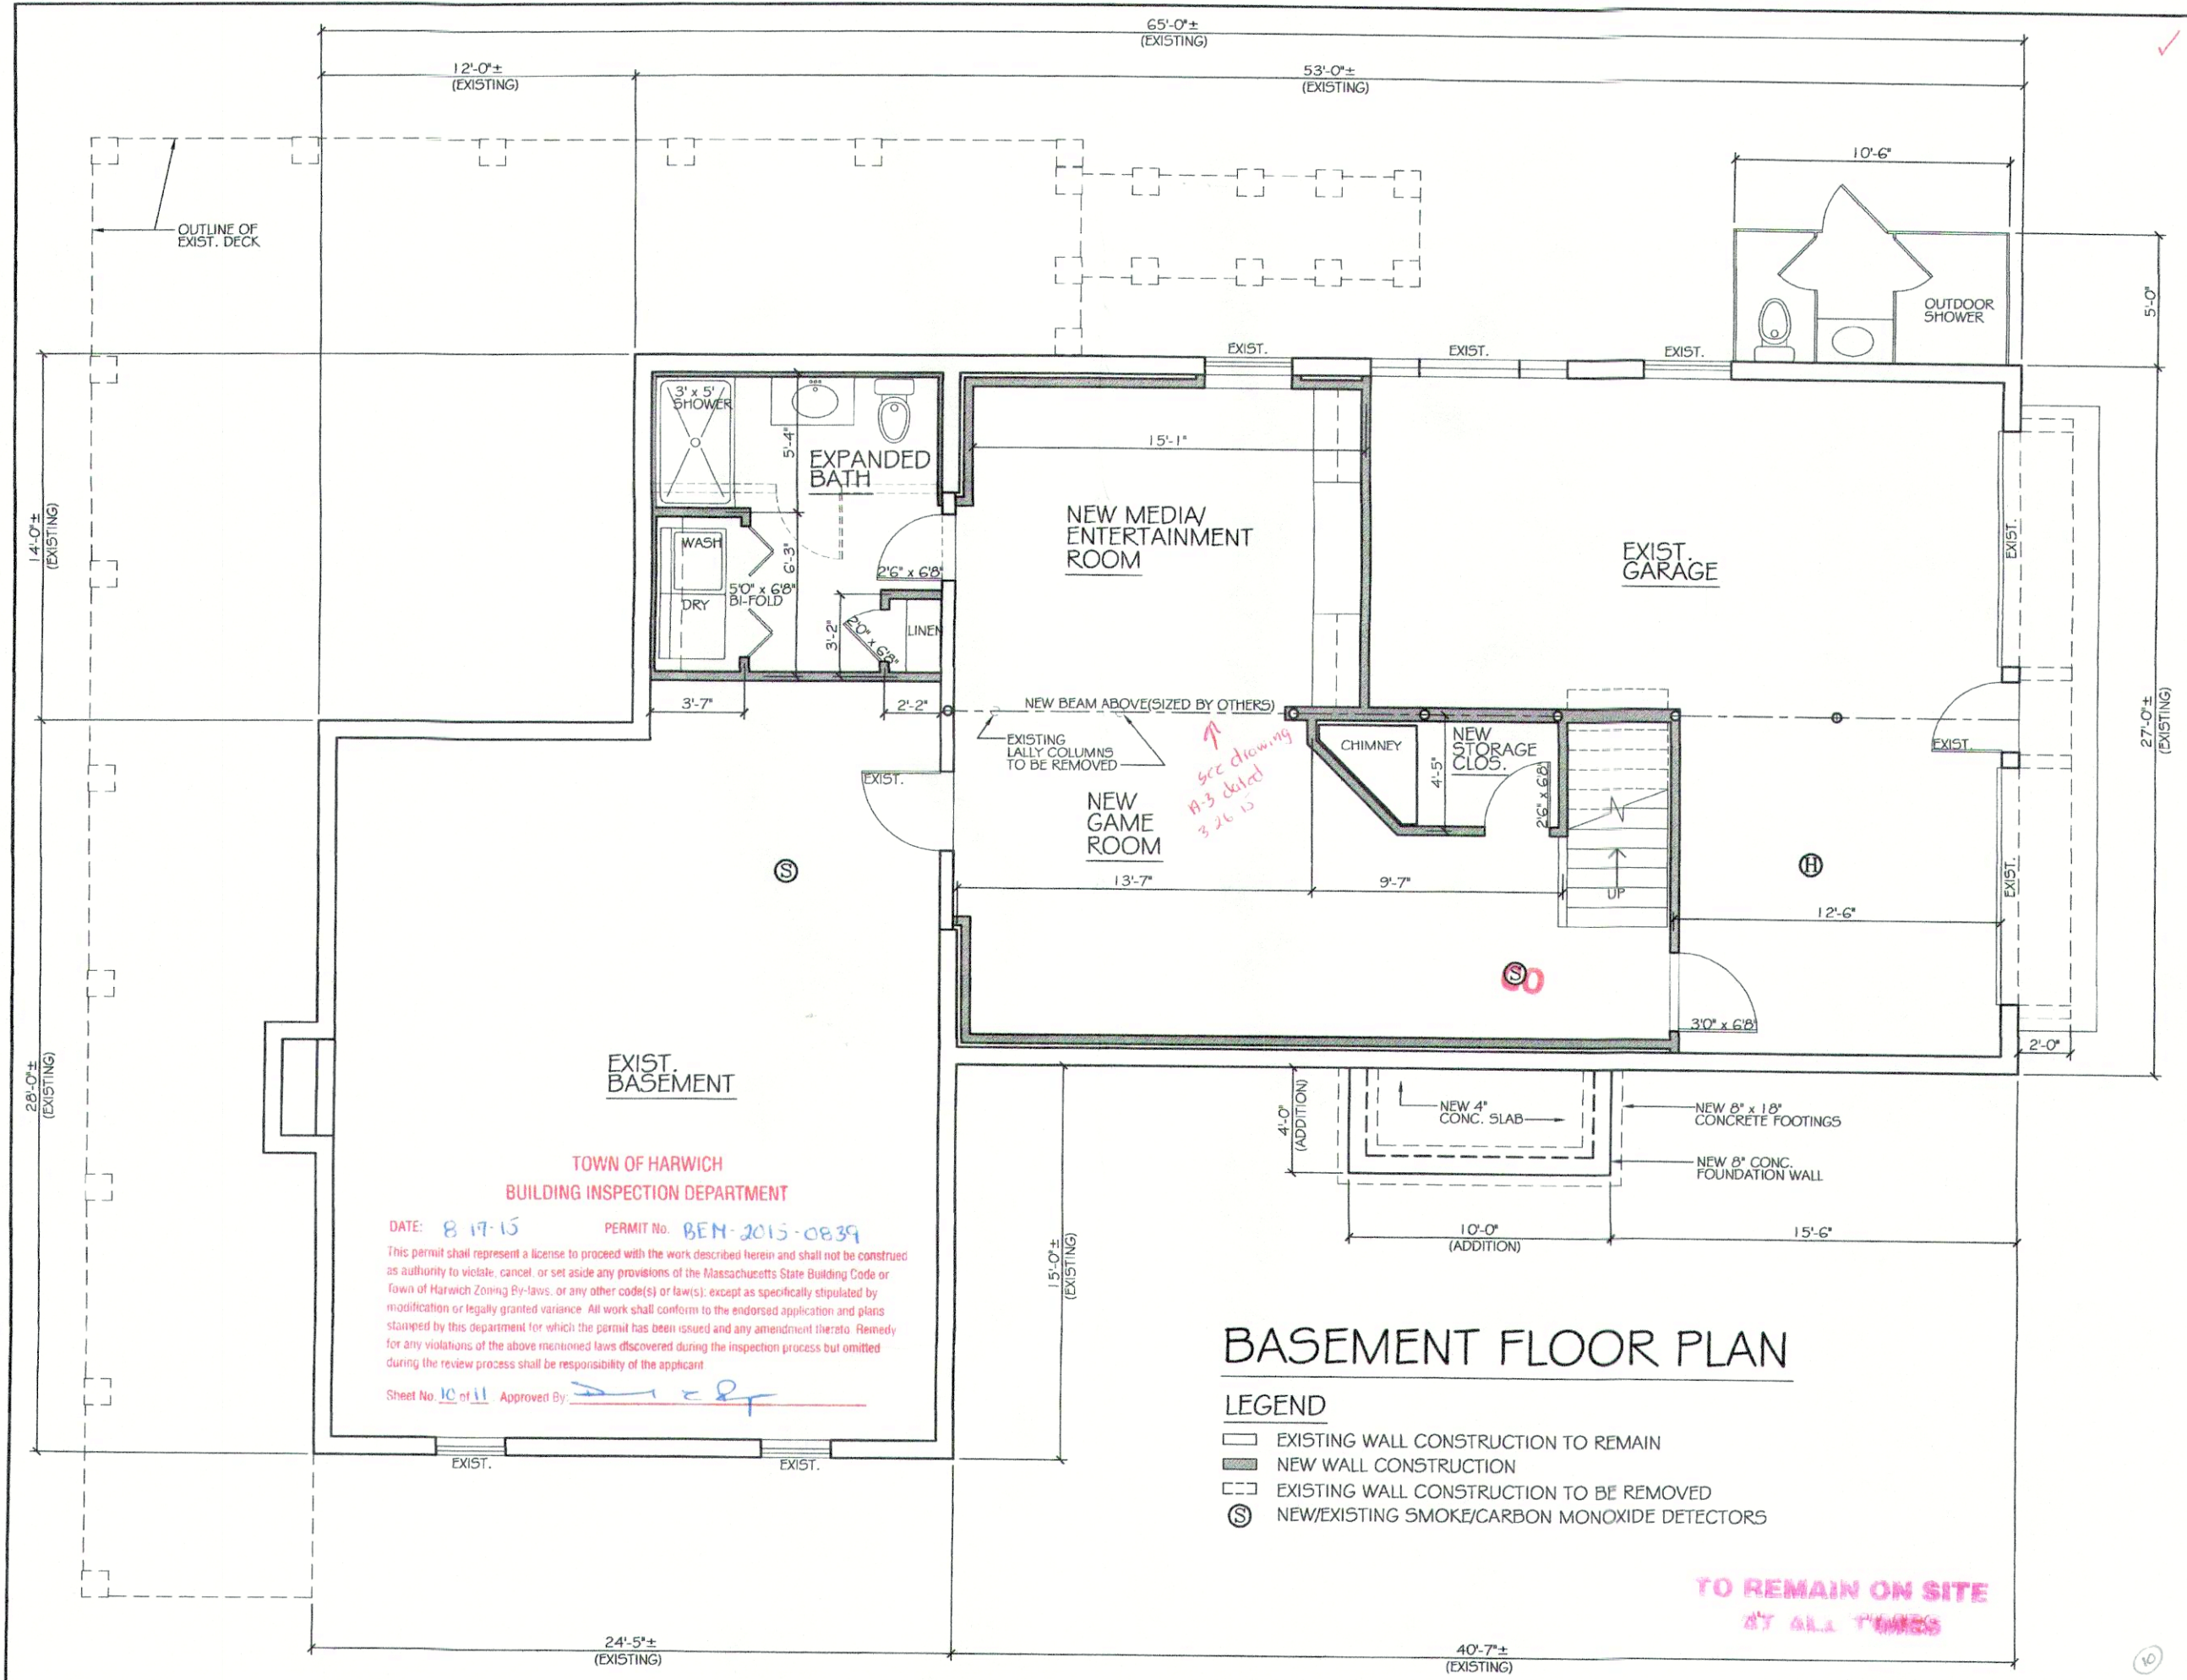 65'-0"±
(EXISTING)
12'-0"±
(EXISTING)
53'-0"±
(EXISTING)
10'-6"
OUTLINE OF
EXIST. DECK
OUTDOOR
SHOWER
5'-0"
EXIST.
EXIST.
EXIST.
3' x 5'
SHOWER
5'-4"
EXPANDED
BATH
15'-1"
NEW MEDIA/
ENTERTAINMENT
ROOM
EXIST.
GARAGE
EXIST.
14'-0"±
(EXISTING)
WASH
DRY
5'0" x 6'8"
BI-FOLD
6'-3"
2'6" x 6'8"
3'-2"
2'0" x 6'8"
LINEN
3'-7"
2'-2"
NEW BEAM ABOVE(SIZED BY OTHERS)
EXISTING
LALLY COLUMNS
TO BE REMOVED
see drawing
A-3 dated
3 26 15
CHIMNEY
NEW
STORAGE
CLOS.
4'-5"
2'6" x 6'8"
EXIST.
27'-0"±
(EXISTING)
EXIST.
NEW
GAME
ROOM
S
H
13'-7"
9'-7"
UP
EXIST.
12'-6"
S
CO
3'0" x 6'8"
2'-0"
28'-0"±
(EXISTING)
EXIST.
BASEMENT
4'-0"
(ADDITION)
NEW 4"
CONC. SLAB
NEW 8" x 18"
CONCRETE FOOTINGS
NEW 8" CONC.
FOUNDATION WALL
10'-0"
(ADDITION)
15'-6"
15'-0"±
(EXISTING)
TOWN OF HARWICH
BUILDING INSPECTION DEPARTMENT
DATE: 8 17-15 PERMIT No. BEM-2015-0839
This permit shall represent a license to proceed with the work described herein and shall not be construed
as authority to violate, cancel, or set aside any provisions of the Massachusetts State Building Code or
Town of Harwich Zoning By-laws, or any other code(s) or law(s); except as specifically stipulated by
modification or legally granted variance. All work shall conform to the endorsed application and plans
stamped by this department for which the permit has been issued and any amendment thereto. Remedy
for any violations of the above mentioned laws discovered during the inspection process but omitted
during the review process shall be responsibility of the applicant
Sheet No. 10 of 11 Approved By:
EXIST.
EXIST.
BASEMENT FLOOR PLAN
LEGEND
EXISTING WALL CONSTRUCTION TO REMAIN
NEW WALL CONSTRUCTION
EXISTING WALL CONSTRUCTION TO BE REMOVED
S NEW/EXISTING SMOKE/CARBON MONOXIDE DETECTORS
TO REMAIN ON SITE
AT ALL TIMES
24'-5"±
(EXISTING)
40'-7"±
(EXISTING)
10